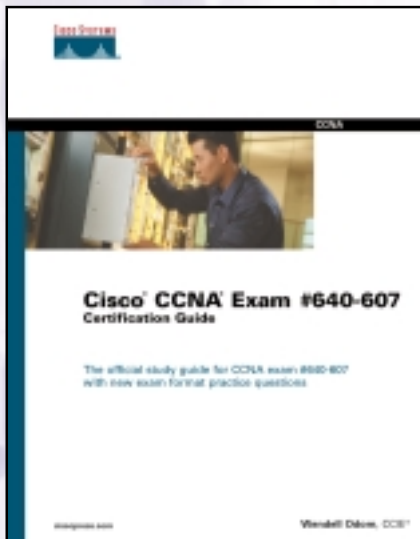 Cisco Systems
CCNA
Cisco® CCNA® Exam #640-607
Certification Guide
The official study guide for CCNA exam #640-607
with new exam format practice questions
ciscopress.com
Wendell Odom, CCIE®